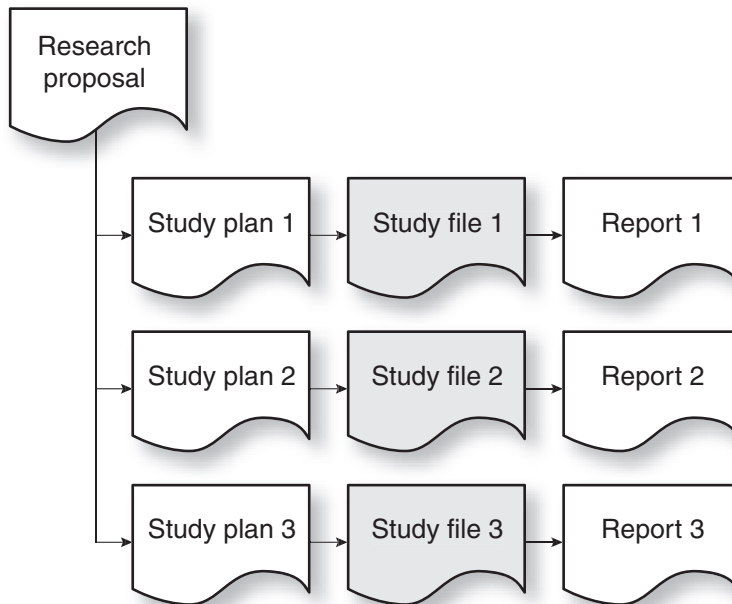 Research
proposal
Study plan 1
Study file 1
Report 1
Study plan 2
Study file 2
Report 2
Study plan 3
Study file 3
Report 3